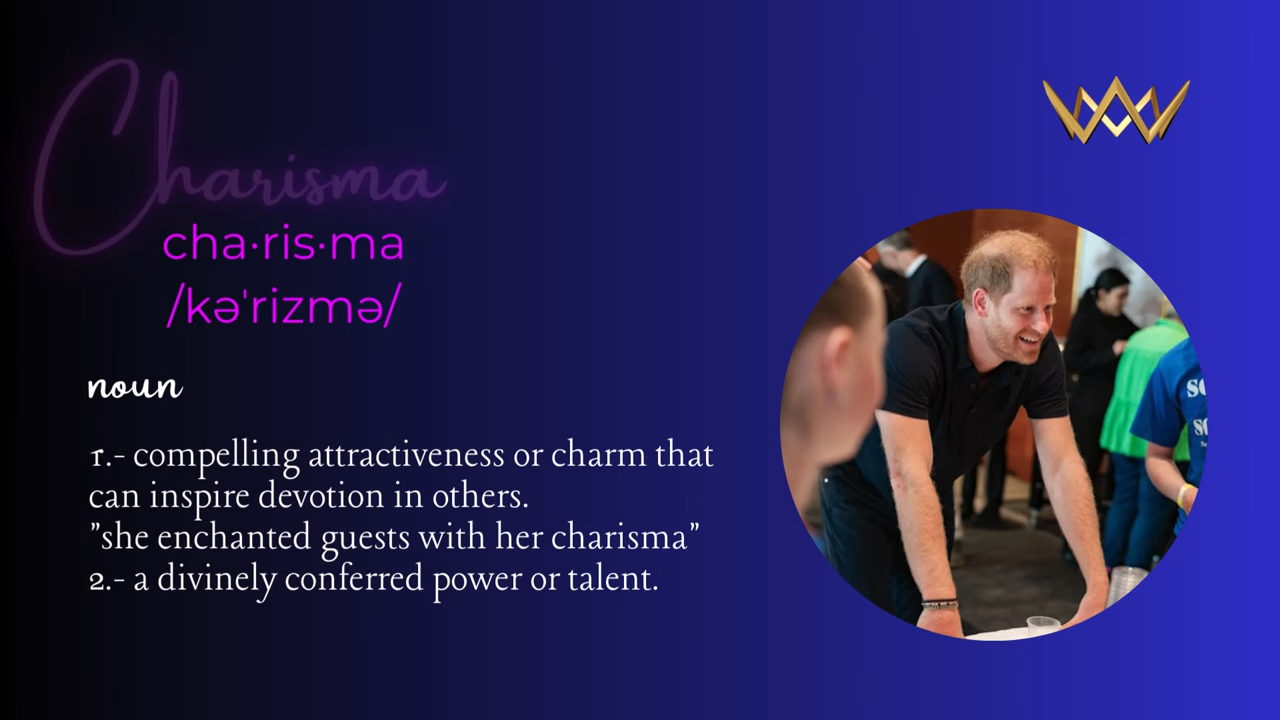 Charisma
cha·ris·ma
/kəˈrizmə/
noun
1.- compelling attractiveness or charm that
can inspire devotion in others.
"she enchanted guests with her charisma"
2.- a divinely conferred power or talent.